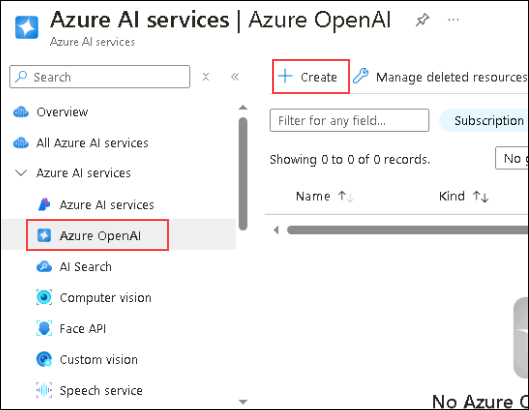 Azure AI services | Azure OpenAI
Azure AI services
Search
Create
Manage deleted resources
Overview
All Azure AI services
Azure AI services
Azure AI services
Azure OpenAI
AI Search
Computer vision
Face API
Custom vision
Speech service
Filter for any field...
Subscription
Showing 0 to 0 of 0 records.
No
Name
Kind
No Azure